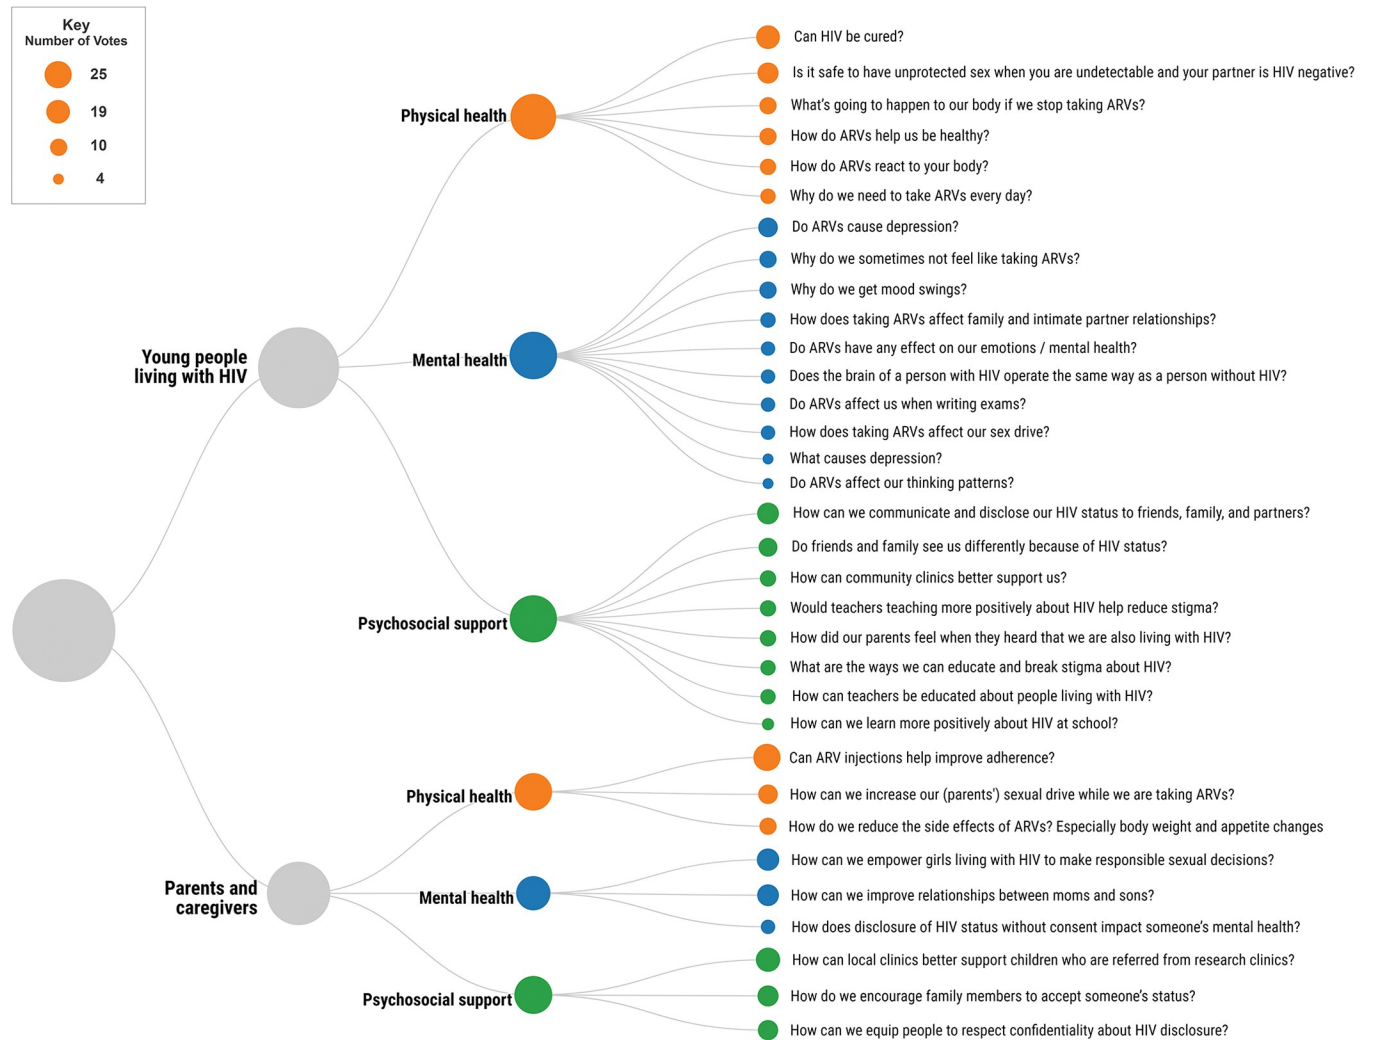 Key
Number of Votes
25
19
10
4
Young people
living with HIV
Physical health
Can HIV be cured?
Is it safe to have unprotected sex when you are undetectable and your partner is HIV negative?
What's going to happen to our body if we stop taking ARVs?
How do ARVs help us be healthy?
How do ARVs react to your body?
Why do we need to take ARVs every day?
Mental health
Do ARVs cause depression?
Why do we sometimes not feel like taking ARVs?
Why do we get mood swings?
How does taking ARVs affect family and intimate partner relationships?
Do ARVs have any effect on our emotions / mental health?
Does the brain of a person with HIV operate the same way as a person without HIV?
Do ARVs affect us when writing exams?
How does taking ARVs affect our sex drive?
What causes depression?
Do ARVs affect our thinking patterns?
Psychosocial support
How can we communicate and disclose our HIV status to friends, family, and partners?
Do friends and family see us differently because of HIV status?
How can community clinics better support us?
Would teachers teaching more positively about HIV help reduce stigma?
How did our parents feel when they heard that we are also living with HIV?
What are the ways we can educate and break stigma about HIV?
How can teachers be educated about people living with HIV?
How can we learn more positively about HIV at school?
Parents and
caregivers
Physical health
Can ARV injections help improve adherence?
How can we increase our (parents') sexual drive while we are taking ARVs?
How do we reduce the side effects of ARVs? Especially body weight and appetite changes
Mental health
How can we empower girls living with HIV to make responsible sexual decisions?
How can we improve relationships between moms and sons?
How does disclosure of HIV status without consent impact someone's mental health?
Psychosocial support
How can local clinics better support children who are referred from research clinics?
How do we encourage family members to accept someone's status?
How can we equip people to respect confidentiality about HIV disclosure?